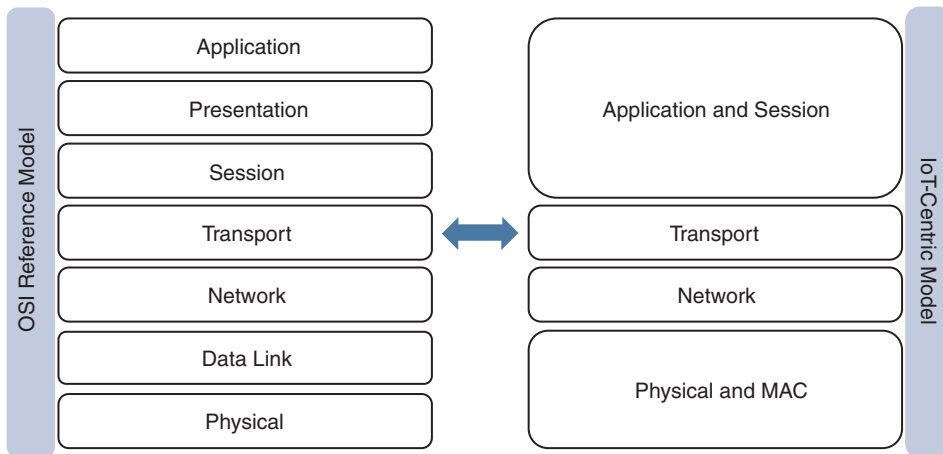 OSI Reference Model
Application
Presentation
Session
Transport
Network
Data Link
Physical
Application and Session
Transport
Network
Physical and MAC
IoT-Centric Model